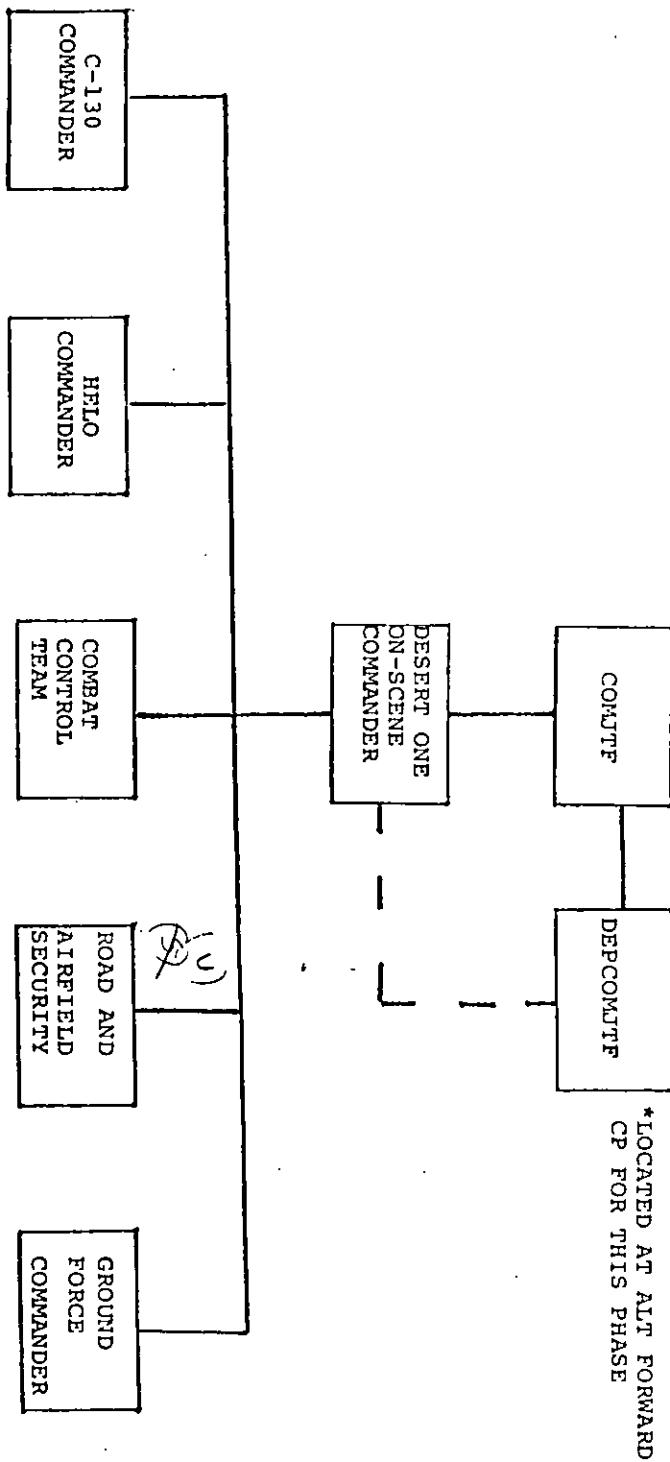 COMJTF
DEPCOMJTF
*LOCATED AT ALT FORWARD
CP FOR THIS PHASE
DESERT ONE
ON-SCENE
COMMANDER
(U)
C-130
COMMANDER
HELO
COMMANDER
COMBAT
CONTROL
TEAM
ROAD AND
AIRFIELD
SECURITY
GROUND
FORCE
COMMANDER